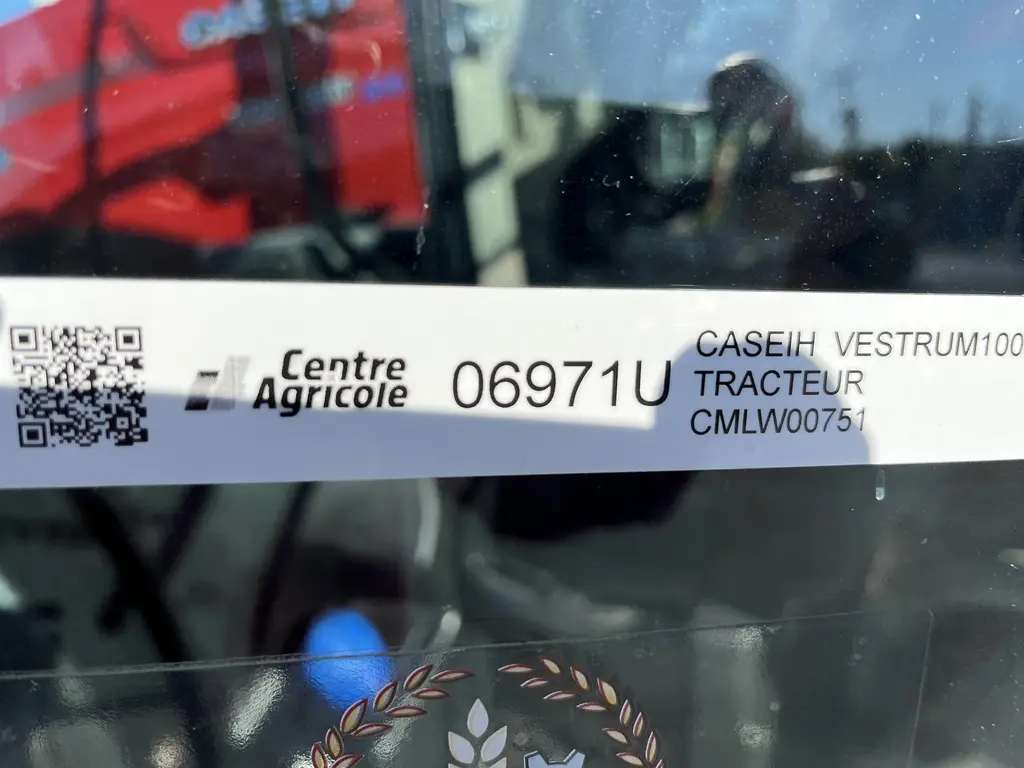 Centre
Agricole
06971U
CASEIH VESTRUM100
TRACTEUR
CMLW00751